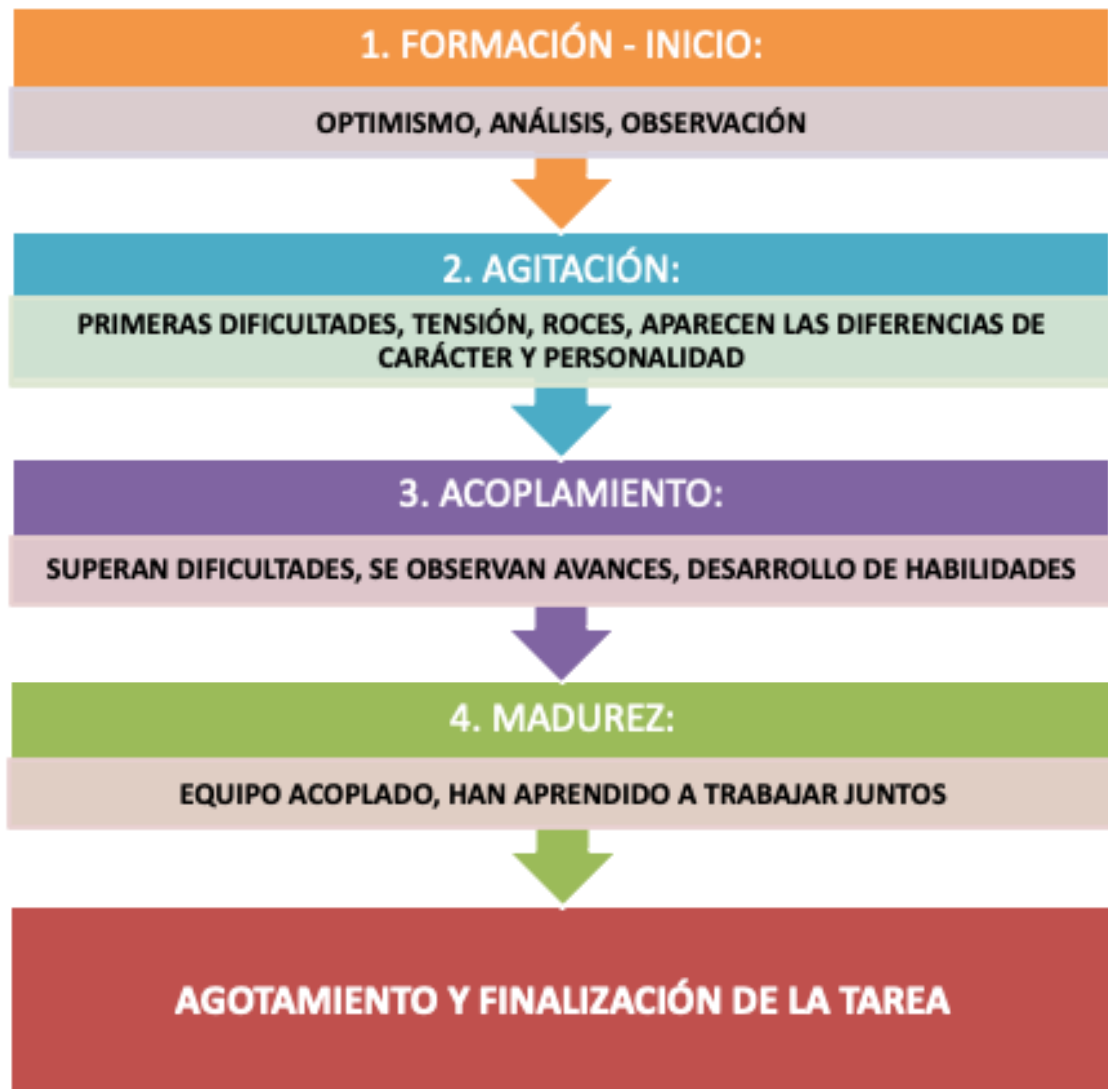 1. FORMACIÓN - INICIO:
OPTIMISMO, ANÁLISIS, OBSERVACIÓN
2. AGITACIÓN:
PRIMERAS DIFICULTADES, TENSIÓN, ROCES, APARECEN LAS DIFERENCIAS DE
CARÁCTER Y PERSONALIDAD
3. ACOPLAMIENTO:
SUPERAN DIFICULTADES, SE OBSERVAN AVANCES, DESARROLLO DE HABILIDADES
4. MADUREZ:
EQUIPO ACOPLADO, HAN APRENDIDO A TRABAJAR JUNTOS
AGOTAMIENTO Y FINALIZACIÓN DE LA TAREA